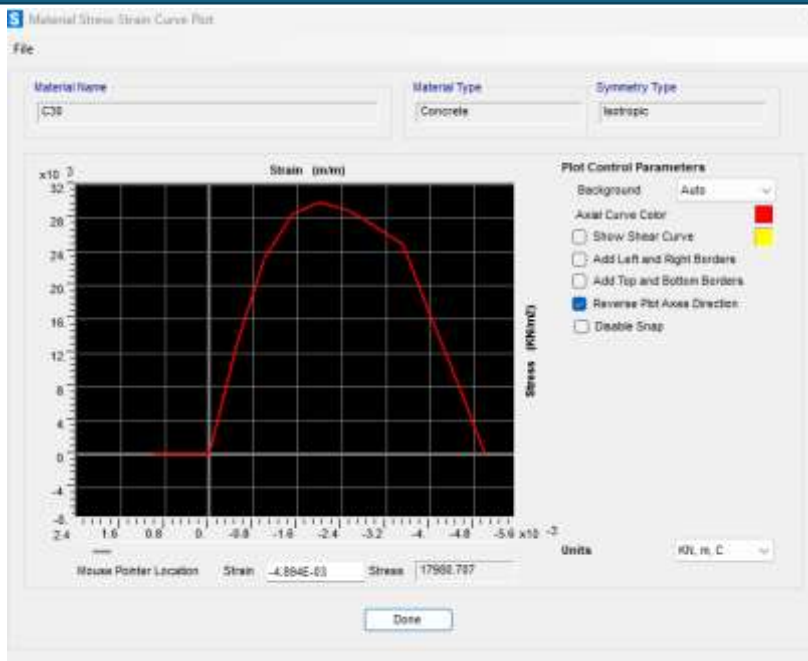 S Material Stress-Strain Curve Plot
File
Material Name Material Type Symmetry Type
C30 Concrete Isotropic
Strain (m/m)
x10 3
32.
28.
24.
20.
16.
12.
8.
4.
0.
-4.
-8.
2.4 1.6 0.8 0. -0.8 -1.6 -2.4 -3.2 -4. -4.8 -5.6 x10 -3
Stress (KN/m2)
Plot Control Parameters
Background Auto
Axial Curve Color
Show Shear Curve
Add Left and Right Borders
Add Top and Bottom Borders
Reverse Plot Axes Direction
Disable Snap
Units KN, m, C
Mouse Pointer Location Strain -4.894E-03 Stress 17980.707
Done